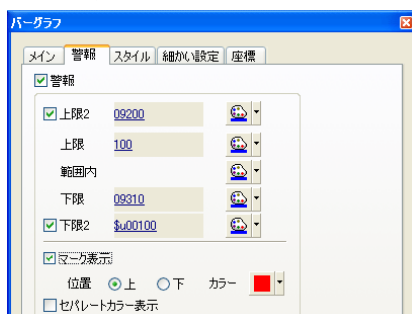 バーグラフ
メイン 警報 スタイル 細かい設定 座標
警報
上限2 09200
上限 100
範囲内
下限 09310
下限2 $u00100
マーク表示
位置 上 下 カラー
セパレートカラー表示